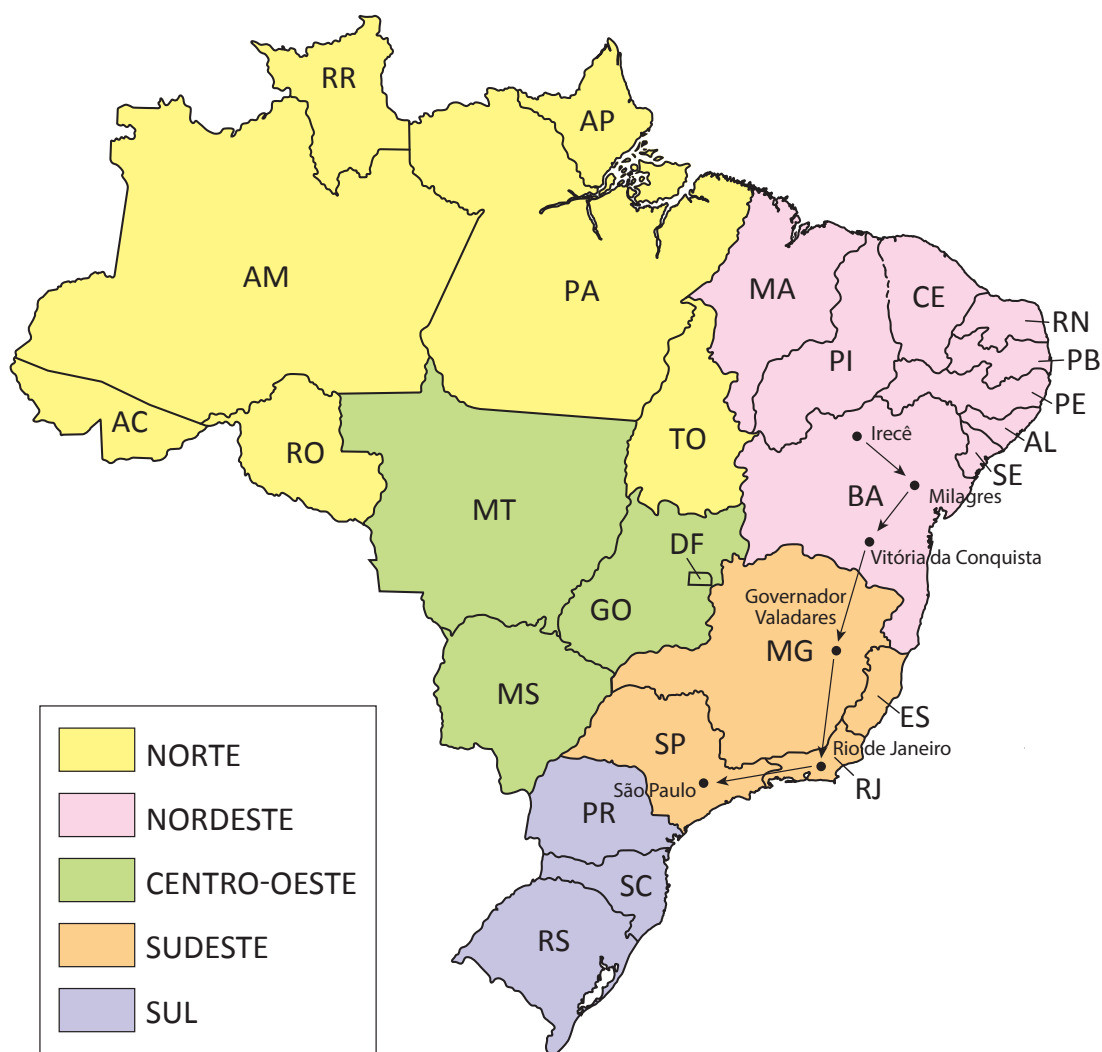 RR
AP
AM
PA
MA
CE
RN
PI
PB
PE
AC
RO
TO
Irecê
AL
SE
BA
Milagres
MT
DF
Vitória da Conquista
GO
Governador
Valadares
MG
MS
ES
SP
Rio de Janeiro
São Paulo
RJ
PR
SC
RS
NORTE
NORDESTE
CENTRO-OESTE
SUDESTE
SUL